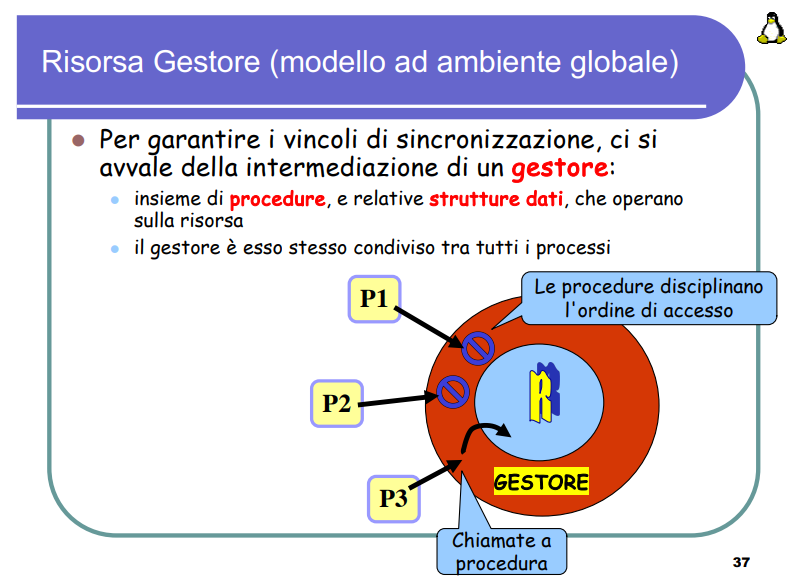 Risorsa Gestore (modello ad ambiente globale)
Per garantire i vincoli di sincronizzazione, ci si
avvale della intermediazione di un gestore:
insieme di procedure, e relative strutture dati, che operano
sulla risorsa
il gestore è esso stesso condiviso tra tutti i processi
Le procedure disciplinano
l'ordine di accesso
P1
R
P2
GESTORE
P3
Chiamate a
procedura
37